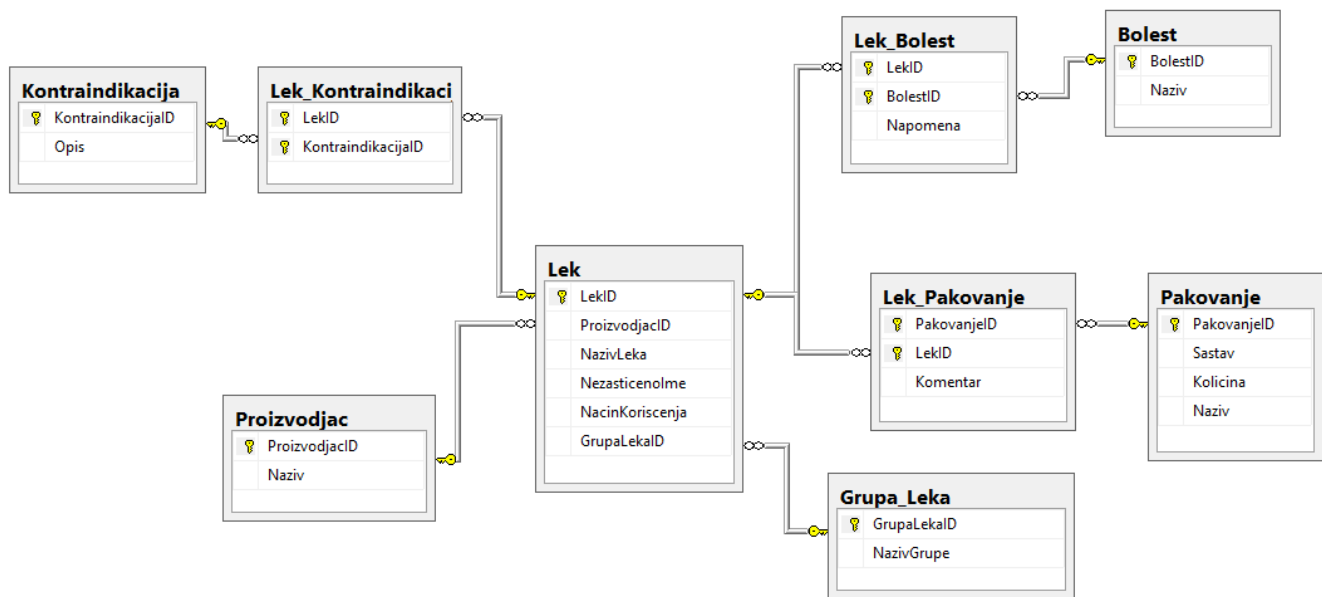 Kontraindikacija
KontraindikacijaID
Opis
Lek_Kontraindikaci
LekID
KontraindikacijaID
Lek_Bolest
LekID
BolestID
Napomena
Bolest
BolestID
Naziv
Lek
LekID
ProizvodjacID
NazivLeka
NezasticenoIme
NacinKoriscenja
GrupaLekaID
Lek_Pakovanje
PakovanjeID
LekID
Komentar
Pakovanje
PakovanjeID
Sastav
Kolicina
Naziv
Proizvodjac
ProizvodjacID
Naziv
Grupa_Leka
GrupaLekaID
NazivGrupe